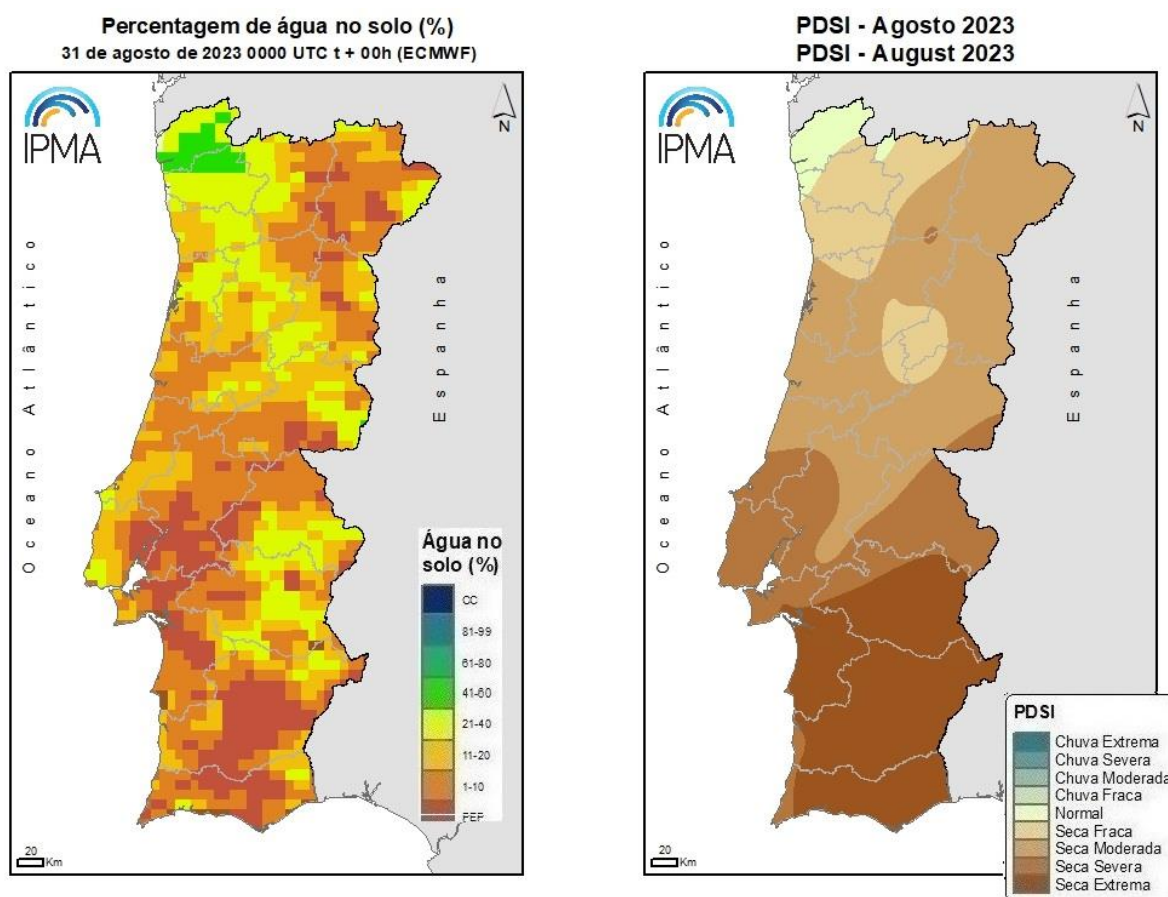 Percentagem de água no solo (%)
31 de agosto de 2023 0000 UTC t + 00h (ECMWF)
IPMA
N
Oceano Atlântico
Espanha
Água no
solo (%)
CC
81-99
61-80
41-60
21-40
11-20
1-10
PEP
20
Km
PDSI - Agosto 2023
PDSI - August 2023
IPMA
N
Oceano Atlântico
Espanha
PDSI
Chuva Extrema
Chuva Severa
Chuva Moderada
Chuva Fraca
Normal
Seca Fraca
Seca Moderada
Seca Severa
Seca Extrema
20
Km